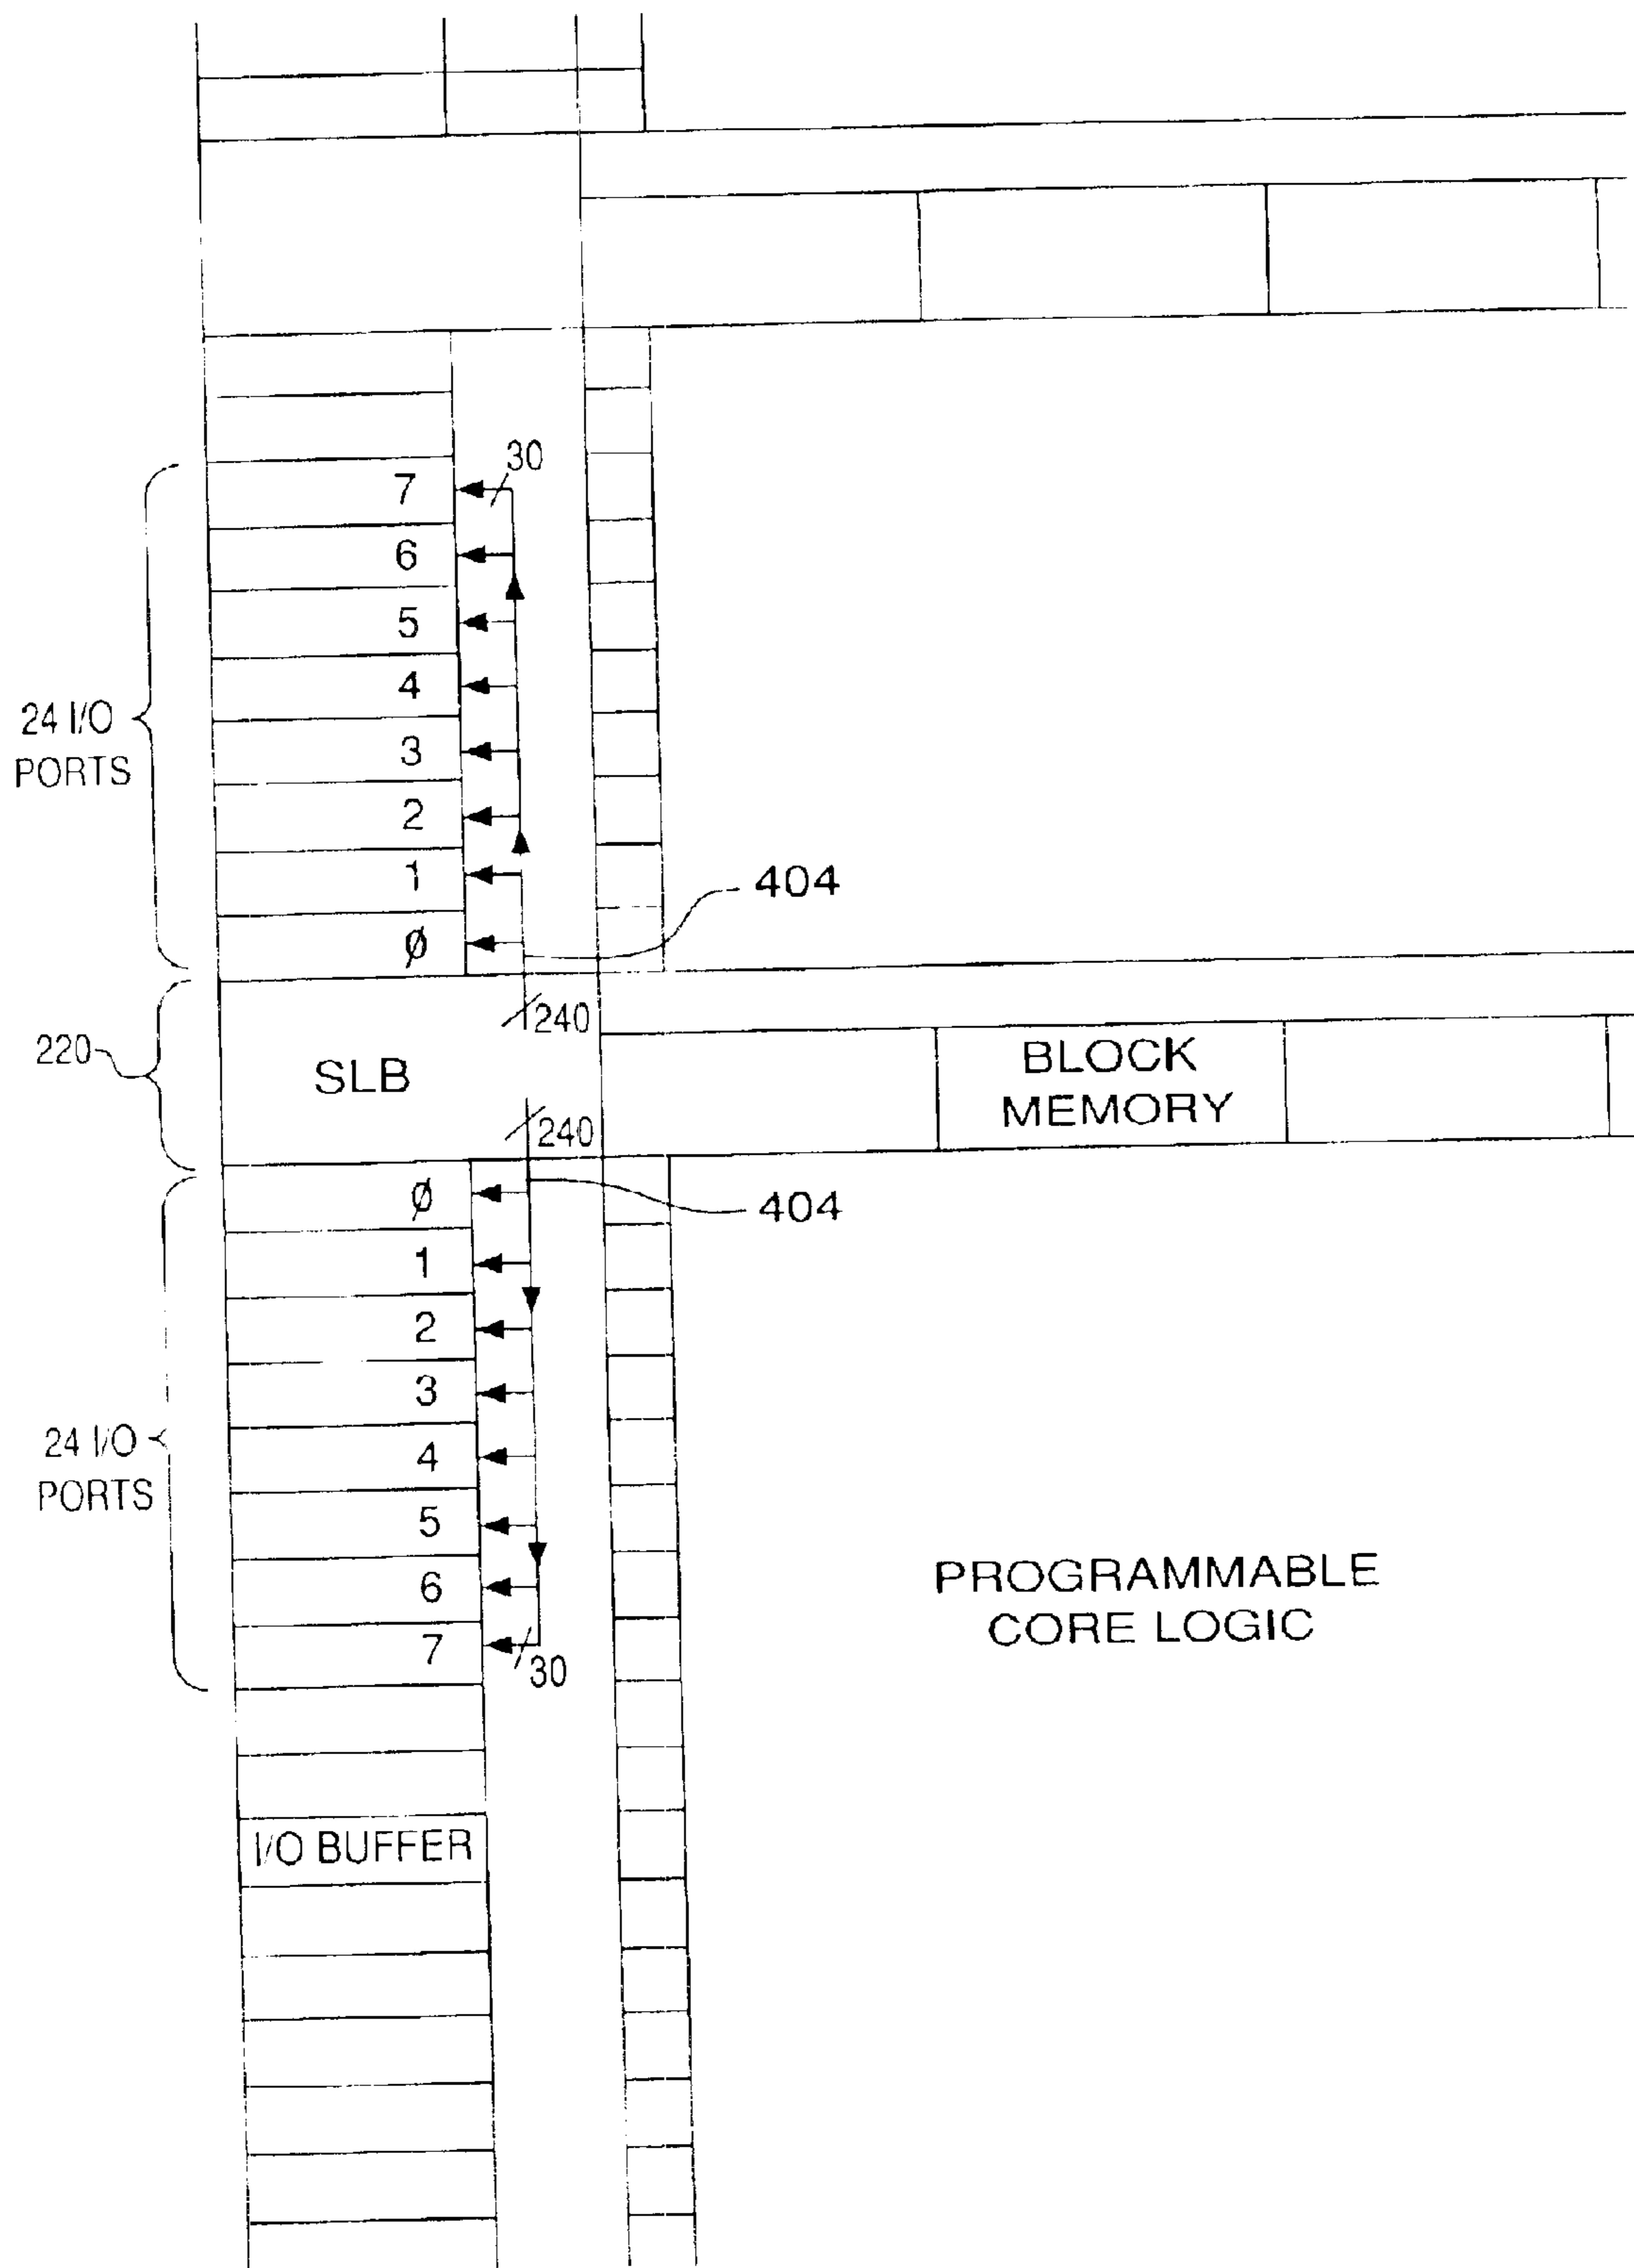 30
7
6
5
4
24 I/O
PORTS
3
2
1
404
Ø
240
220
SLB
BLOCK
MEMORY
240
Ø
404
1
2
3
24 I/O
PORTS
4
5
6
PROGRAMMABLE
CORE LOGIC
7
30
I/O BUFFER